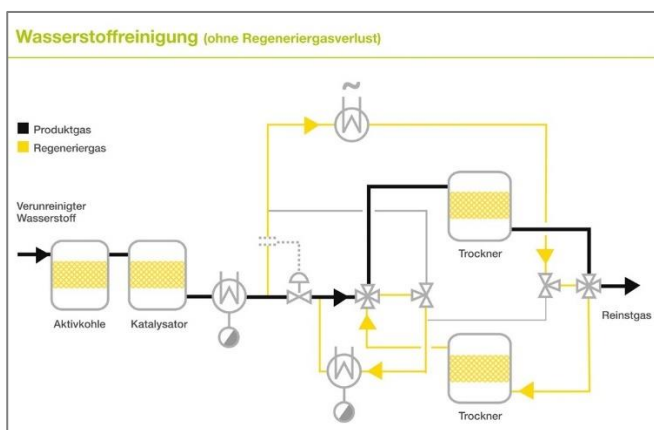 Wasserstoffreinigung (ohne Regeneriergasverlust)
Produktgas
Regeneriergas
Verunreinigter
Wasserstoff
Aktivkohle
Katalysator
Trockner
Reinstgas
Trockner